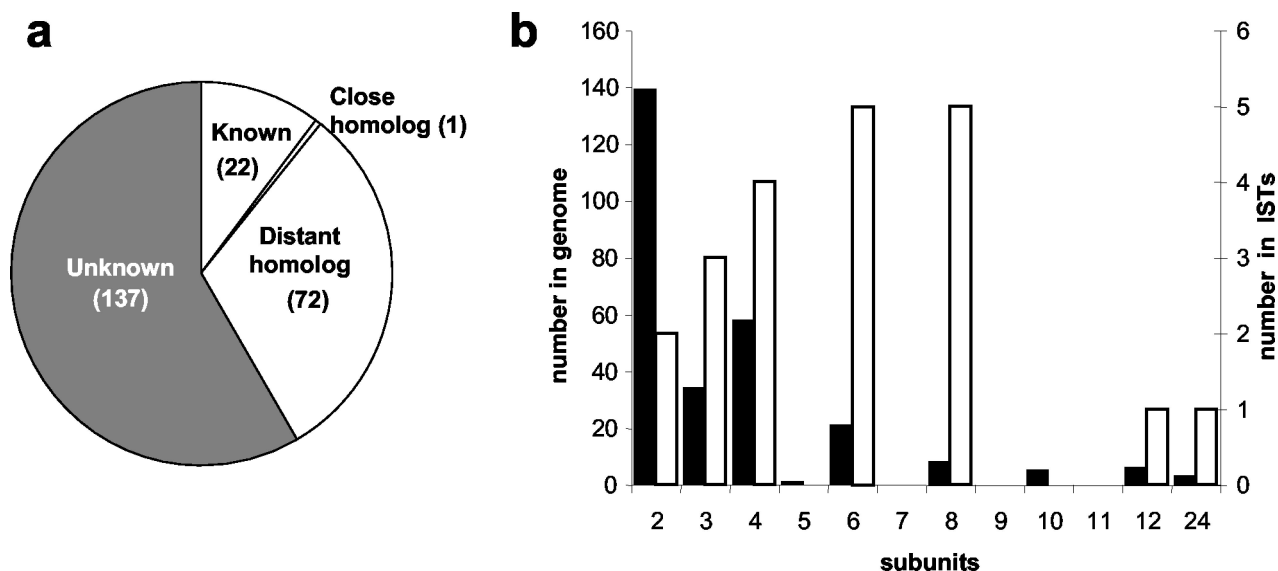 a
Known
(22)
Close
homolog (1)
Distant
homolog
(72)
Unknown
(137)
b
number in genome
160
140
120
100
80
60
40
20
0
6
5
4
3
2
1
0
number in ISTs
2 3 4 5 6 7 8 9 10 11 12 24
subunits